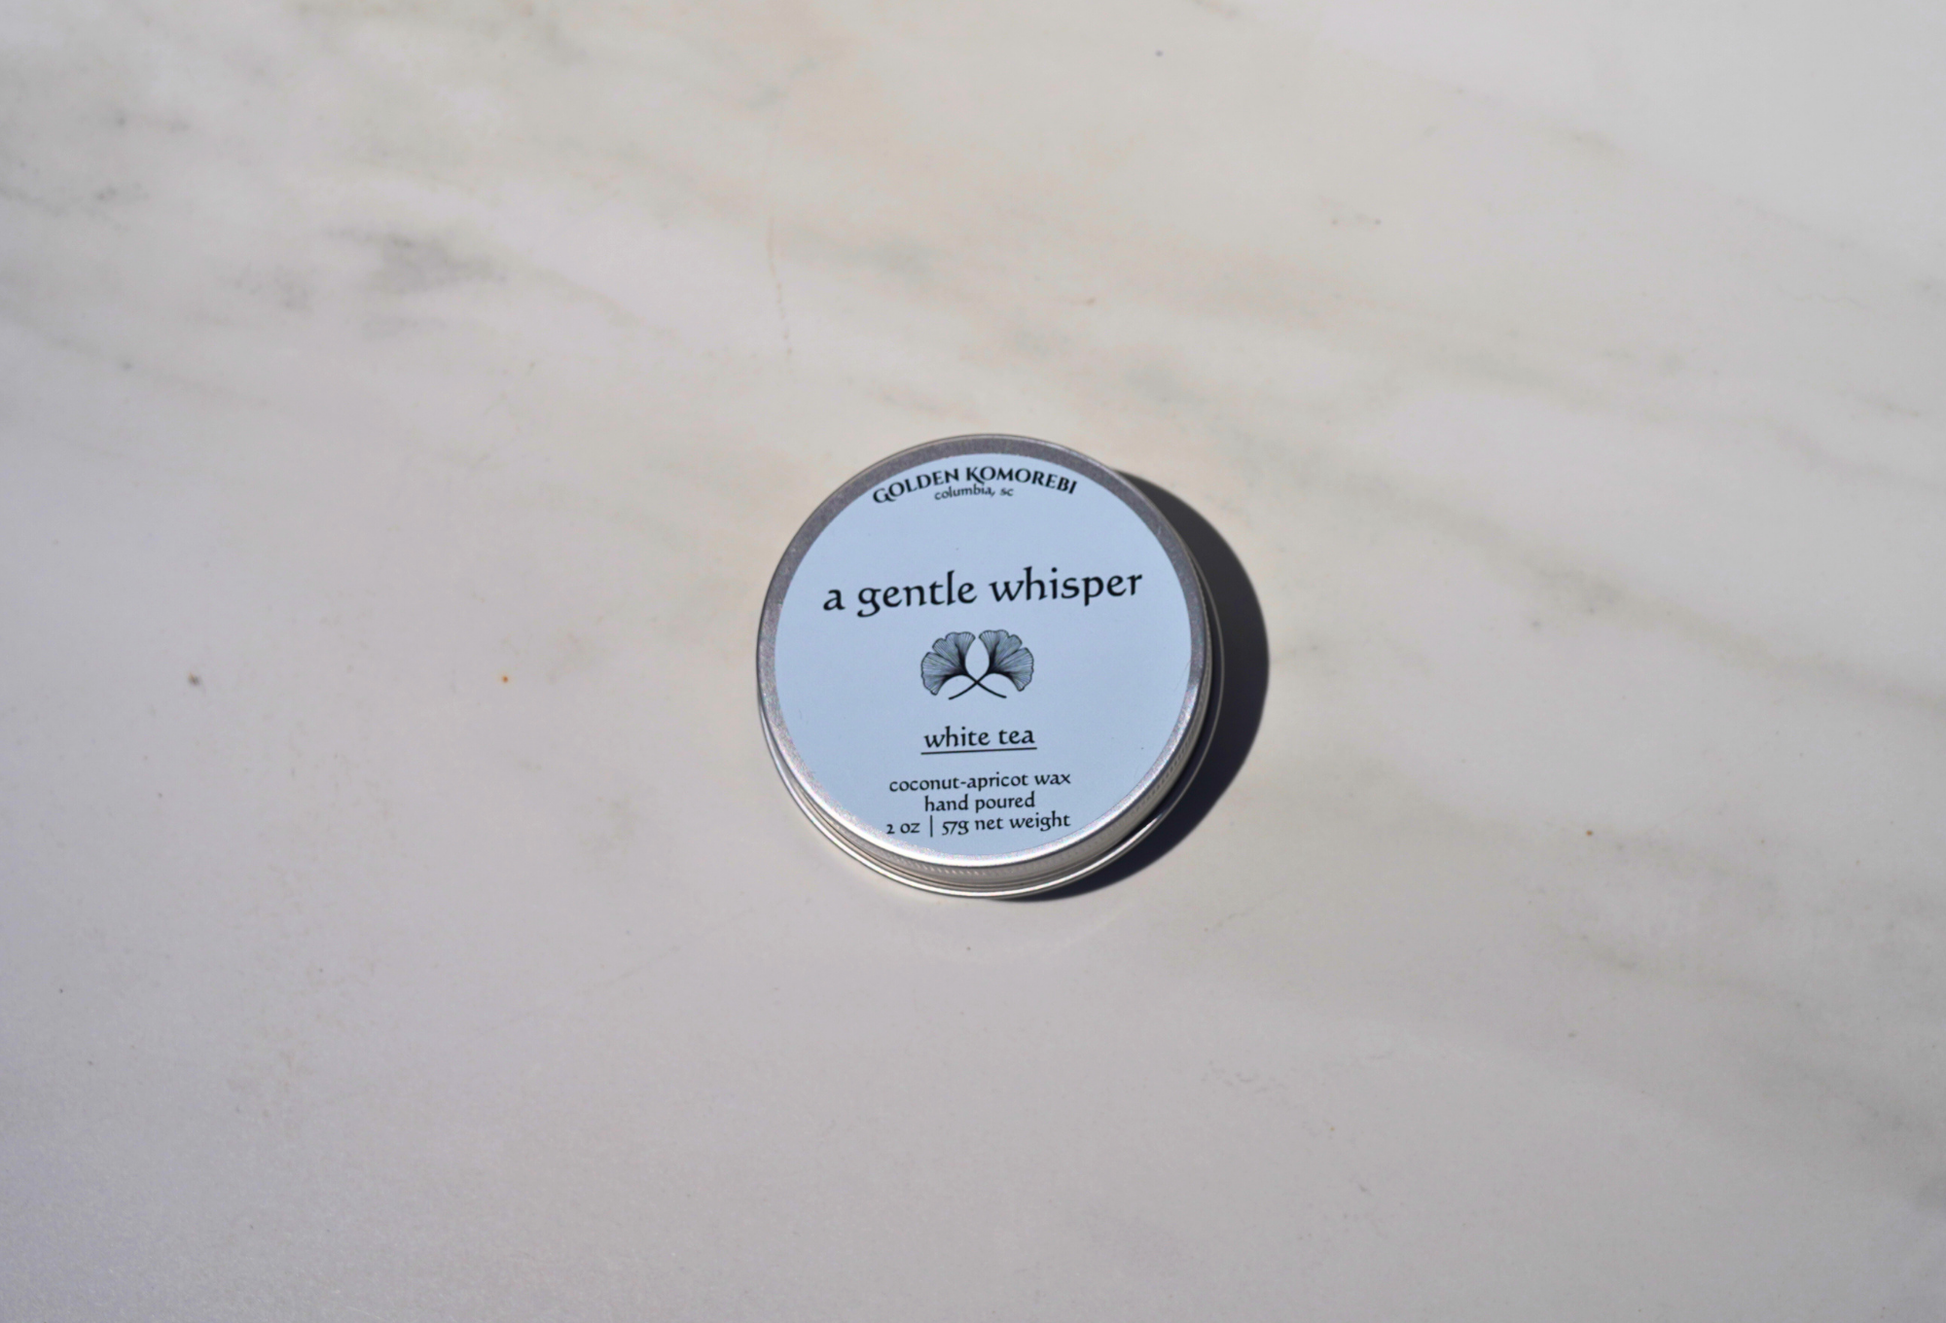 GOLDEN KOMOREBI
columbia, sc
a gentle whisper
white tea
coconut-apricot wax
hand poured
2 oz | 57g net weight